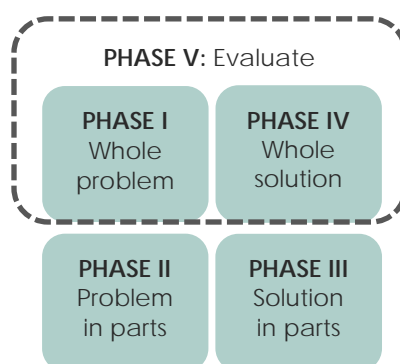 PHASE V: Evaluate
PHASE I
Whole
problem
PHASE IV
Whole
solution
PHASE II
Problem
in parts
PHASE III
Solution
in parts